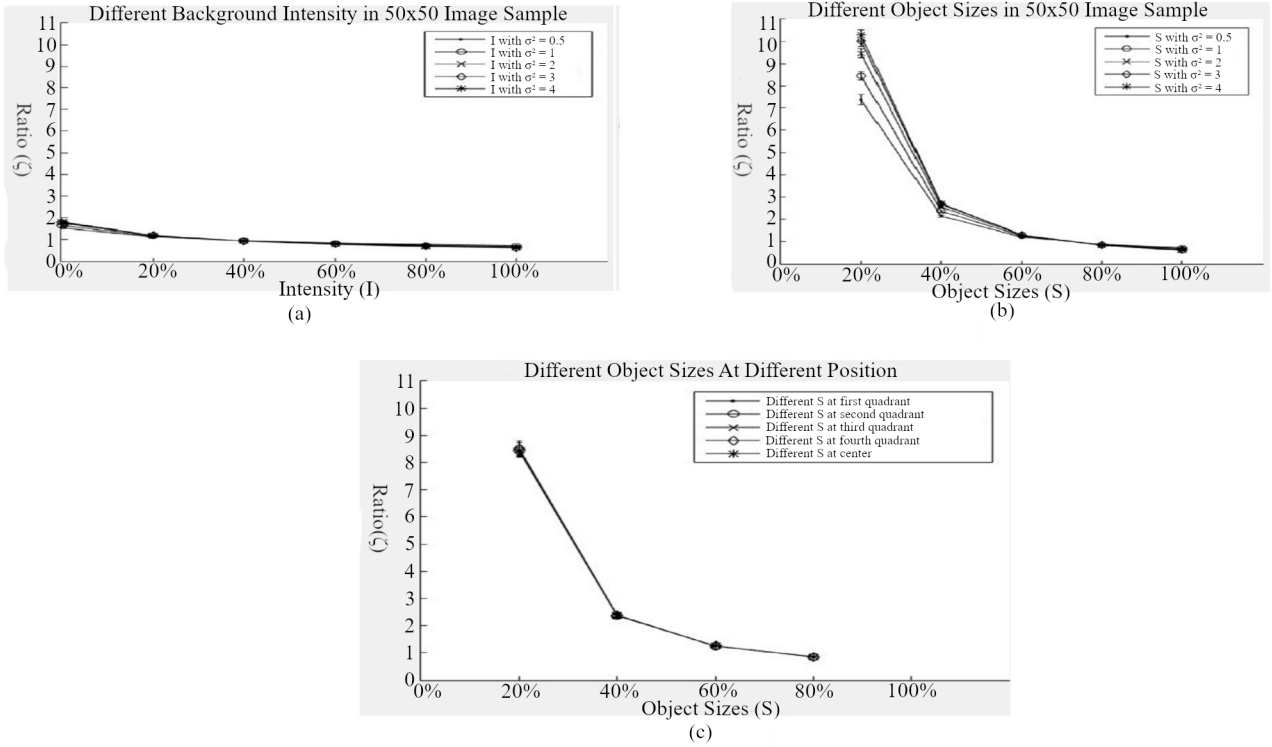 Different Background Intensity in 50x50 Image Sample
11
10
9
8
7
6
5
4
3
2
1
0
Ratio (ζ)
I with σ² = 0.5
I with σ² = 1
I with σ² = 2
I with σ² = 3
I with σ² = 4
0% 20% 40% 60% 80% 100%
Intensity (I)
(a)
Different Object Sizes in 50x50 Image Sample
11
10
9
8
7
6
5
4
3
2
1
0
Ratio (ζ)
S with σ² = 0.5
S with σ² = 1
S with σ² = 2
S with σ² = 3
S with σ² = 4
0% 20% 40% 60% 80% 100%
Object Sizes (S)
(b)
Different Object Sizes At Different Position
11
10
9
8
7
6
5
4
3
2
1
0
Ratio(ζ)
Different S at first quadrant
Different S at second quadrant
Different S at third quadrant
Different S at fourth quadrant
Different S at center
0% 20% 40% 60% 80% 100%
Object Sizes (S)
(c)